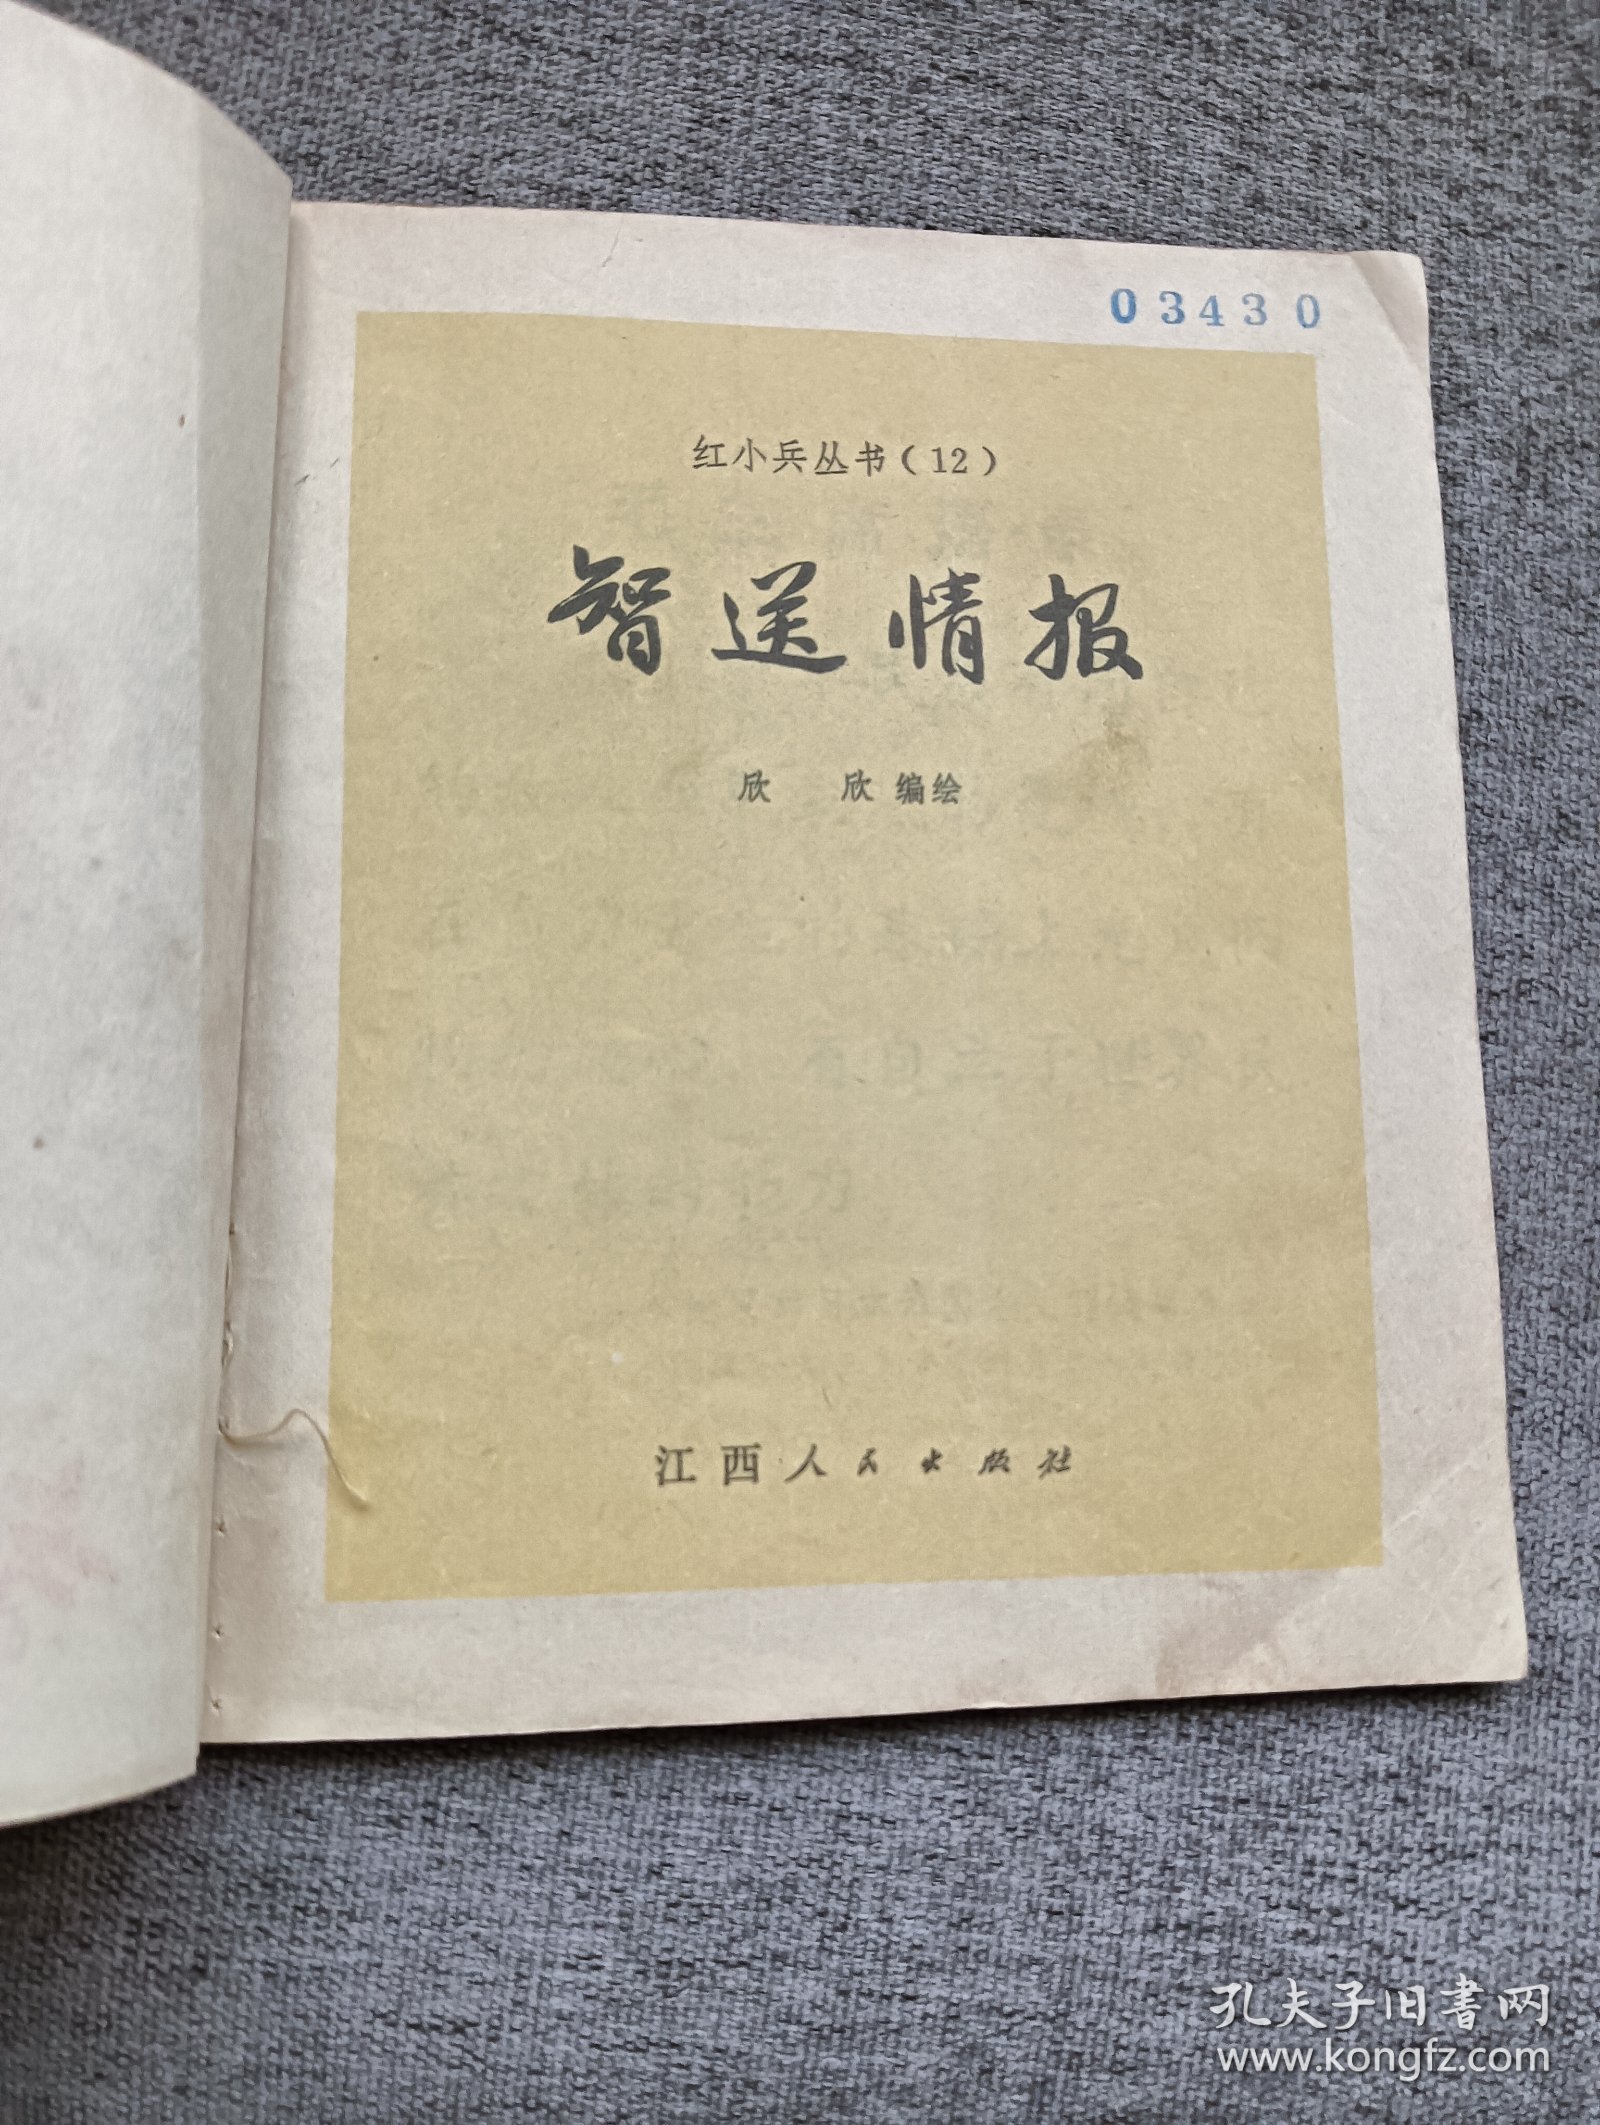 03430
红小兵丛书（12）
智送情报
欣　欣 编绘
江西人民出版社
孔夫子旧书网
www.kongfz.com